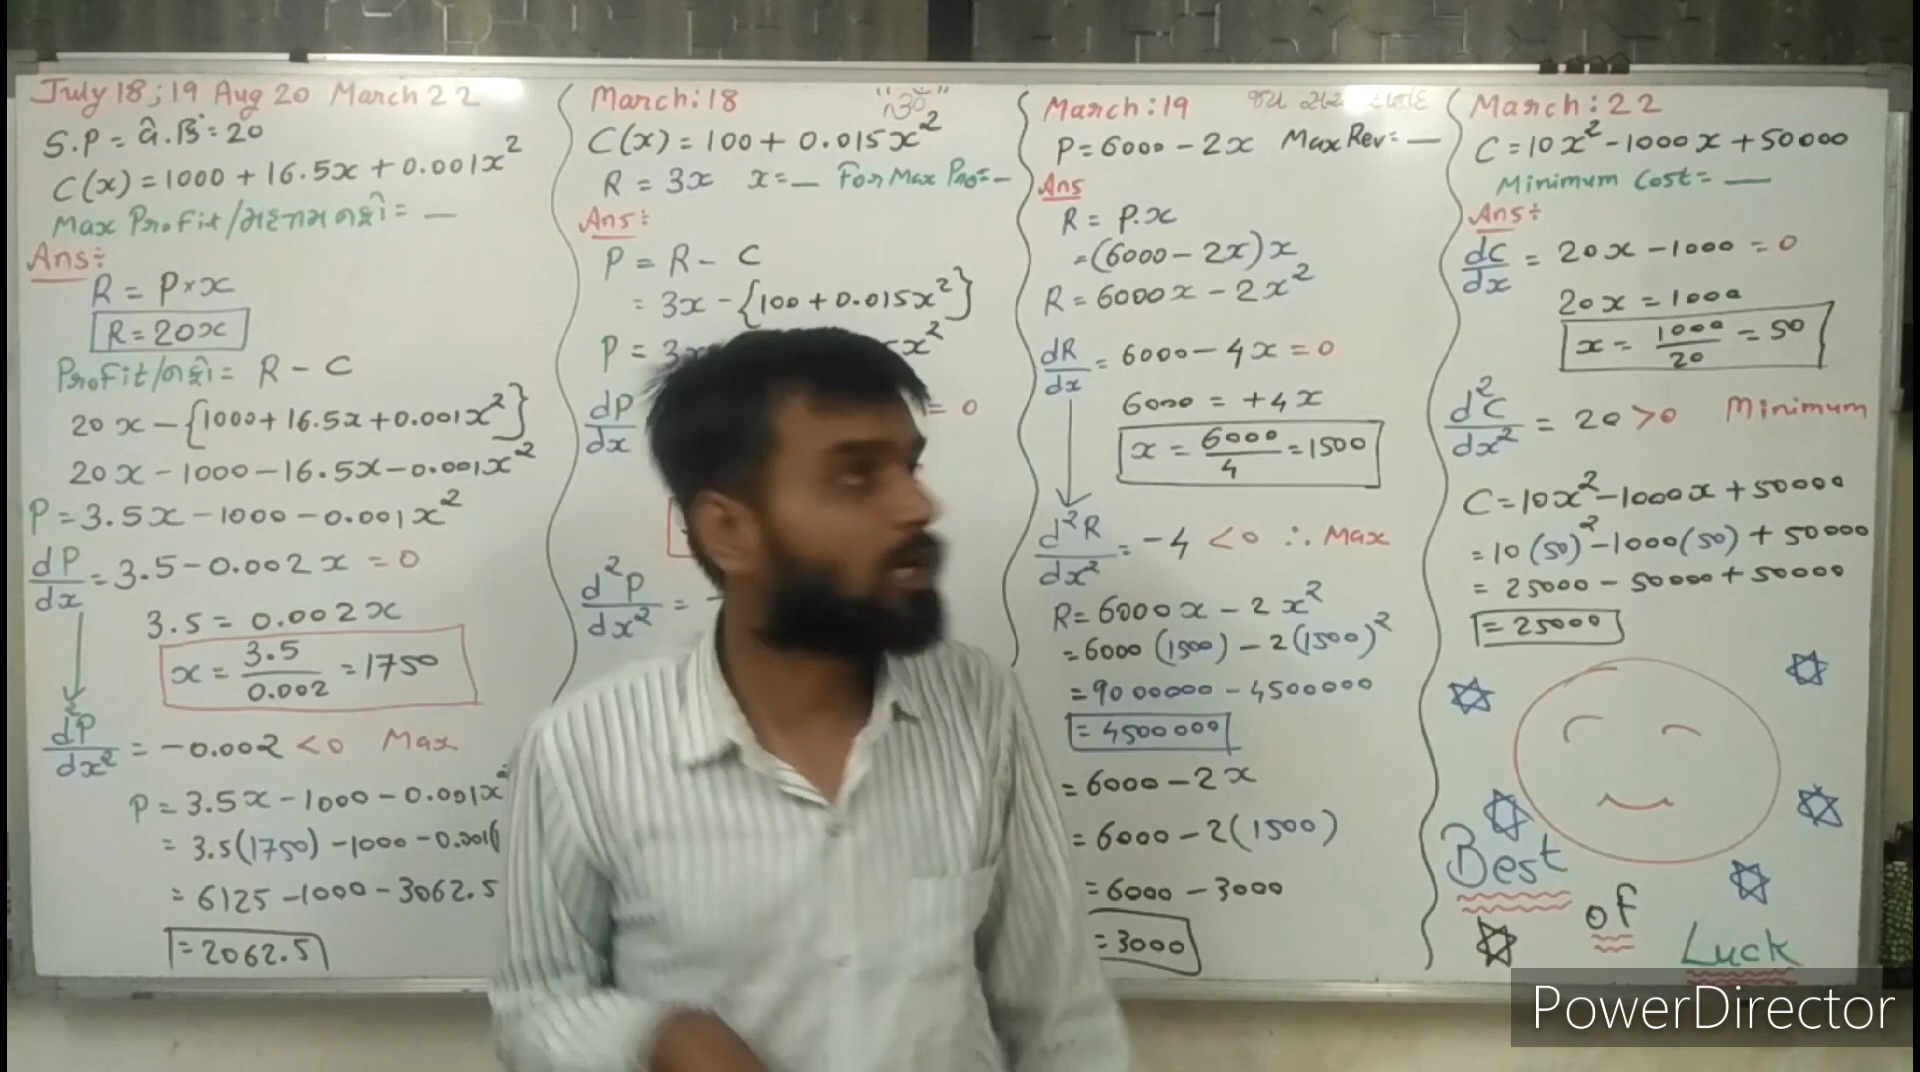 July 18; 19 Aug 20 March 22
S.P = વે.કિં = 20
C(x) = 1000 + 16.5x + 0.001x²
Max Profit/મહત્તમ નફો = —
Ans:
R = P×x
R = 20x
Profit/નફો = R - C
20x - {1000 + 16.5x + 0.001x²}
20x - 1000 - 16.5x - 0.001x²
P = 3.5x - 1000 - 0.001x²
dP/dx = 3.5 - 0.002x = 0
3.5 = 0.002x
x = 3.5/0.002 = 1750
d²P/dx² = -0.002 < 0 Max
P = 3.5x - 1000 - 0.001x
= 3.5(1750) - 1000 - 0.001(
= 6125 - 1000 - 3062.5
= 2062.5
March: 18
C(x) = 100 + 0.015x²
R = 3x x = — For Max Pro = —
Ans:
P = R - C
= 3x - {100 + 0.015x²}
P = 3x x²
dP/dx = 0
d²P/dx² = -
March: 19
P = 6000 - 2x Max Rev = —
Ans
R = p.x
= (6000 - 2x)x
R = 6000x - 2x²
dR/dx = 6000 - 4x = 0
6000 = +4x
x = 6000/4 = 1500
d²R/dx² = -4 < 0 ∴ Max
R = 6000x - 2x²
= 6000(1500) - 2(1500)²
= 9000000 - 4500000
= 4500000
= 6000 - 2x
= 6000 - 2(1500)
= 6000 - 3000
= 3000
March: 22
C = 10x² - 1000x + 50000
Minimum Cost = —
Ans:
dc/dx = 20x - 1000 = 0
20x = 1000
x = 1000/20 = 50
d²C/dx² = 20 > 0 Minimum
C = 10x² - 1000x + 50000
= 10(50)² - 1000(50) + 50000
= 25000 - 50000 + 50000
= 25000
Best
of
Luck
PowerDirector